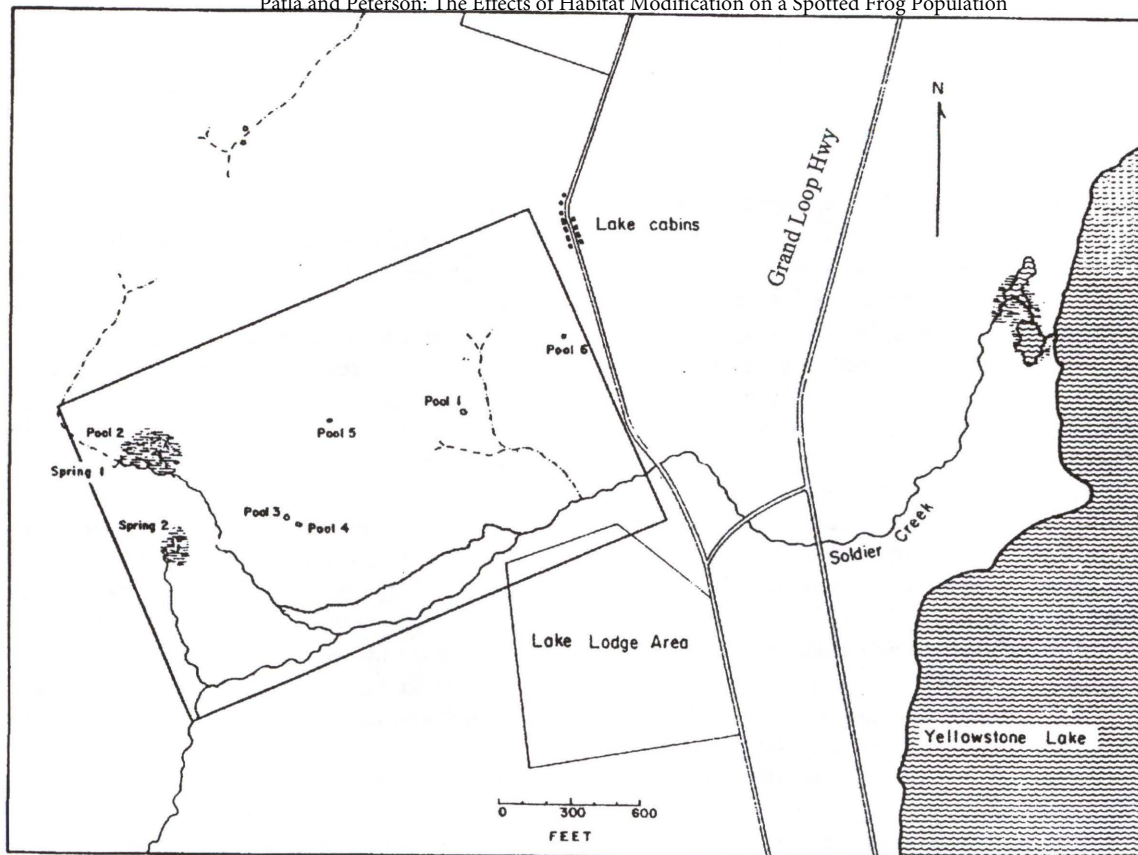 Patla and Peterson: The Effects of Habitat Modification on a Spotted Frog Population
N
Lake cabins
Grand Loop Hwy
Pool 6
Pool 1
Pool 5
Pool 2
Spring 1
Pool 3
Pool 4
Spring 2
Soldier Creek
Lake Lodge Area
Yellowstone Lake
0 300 600
FEET